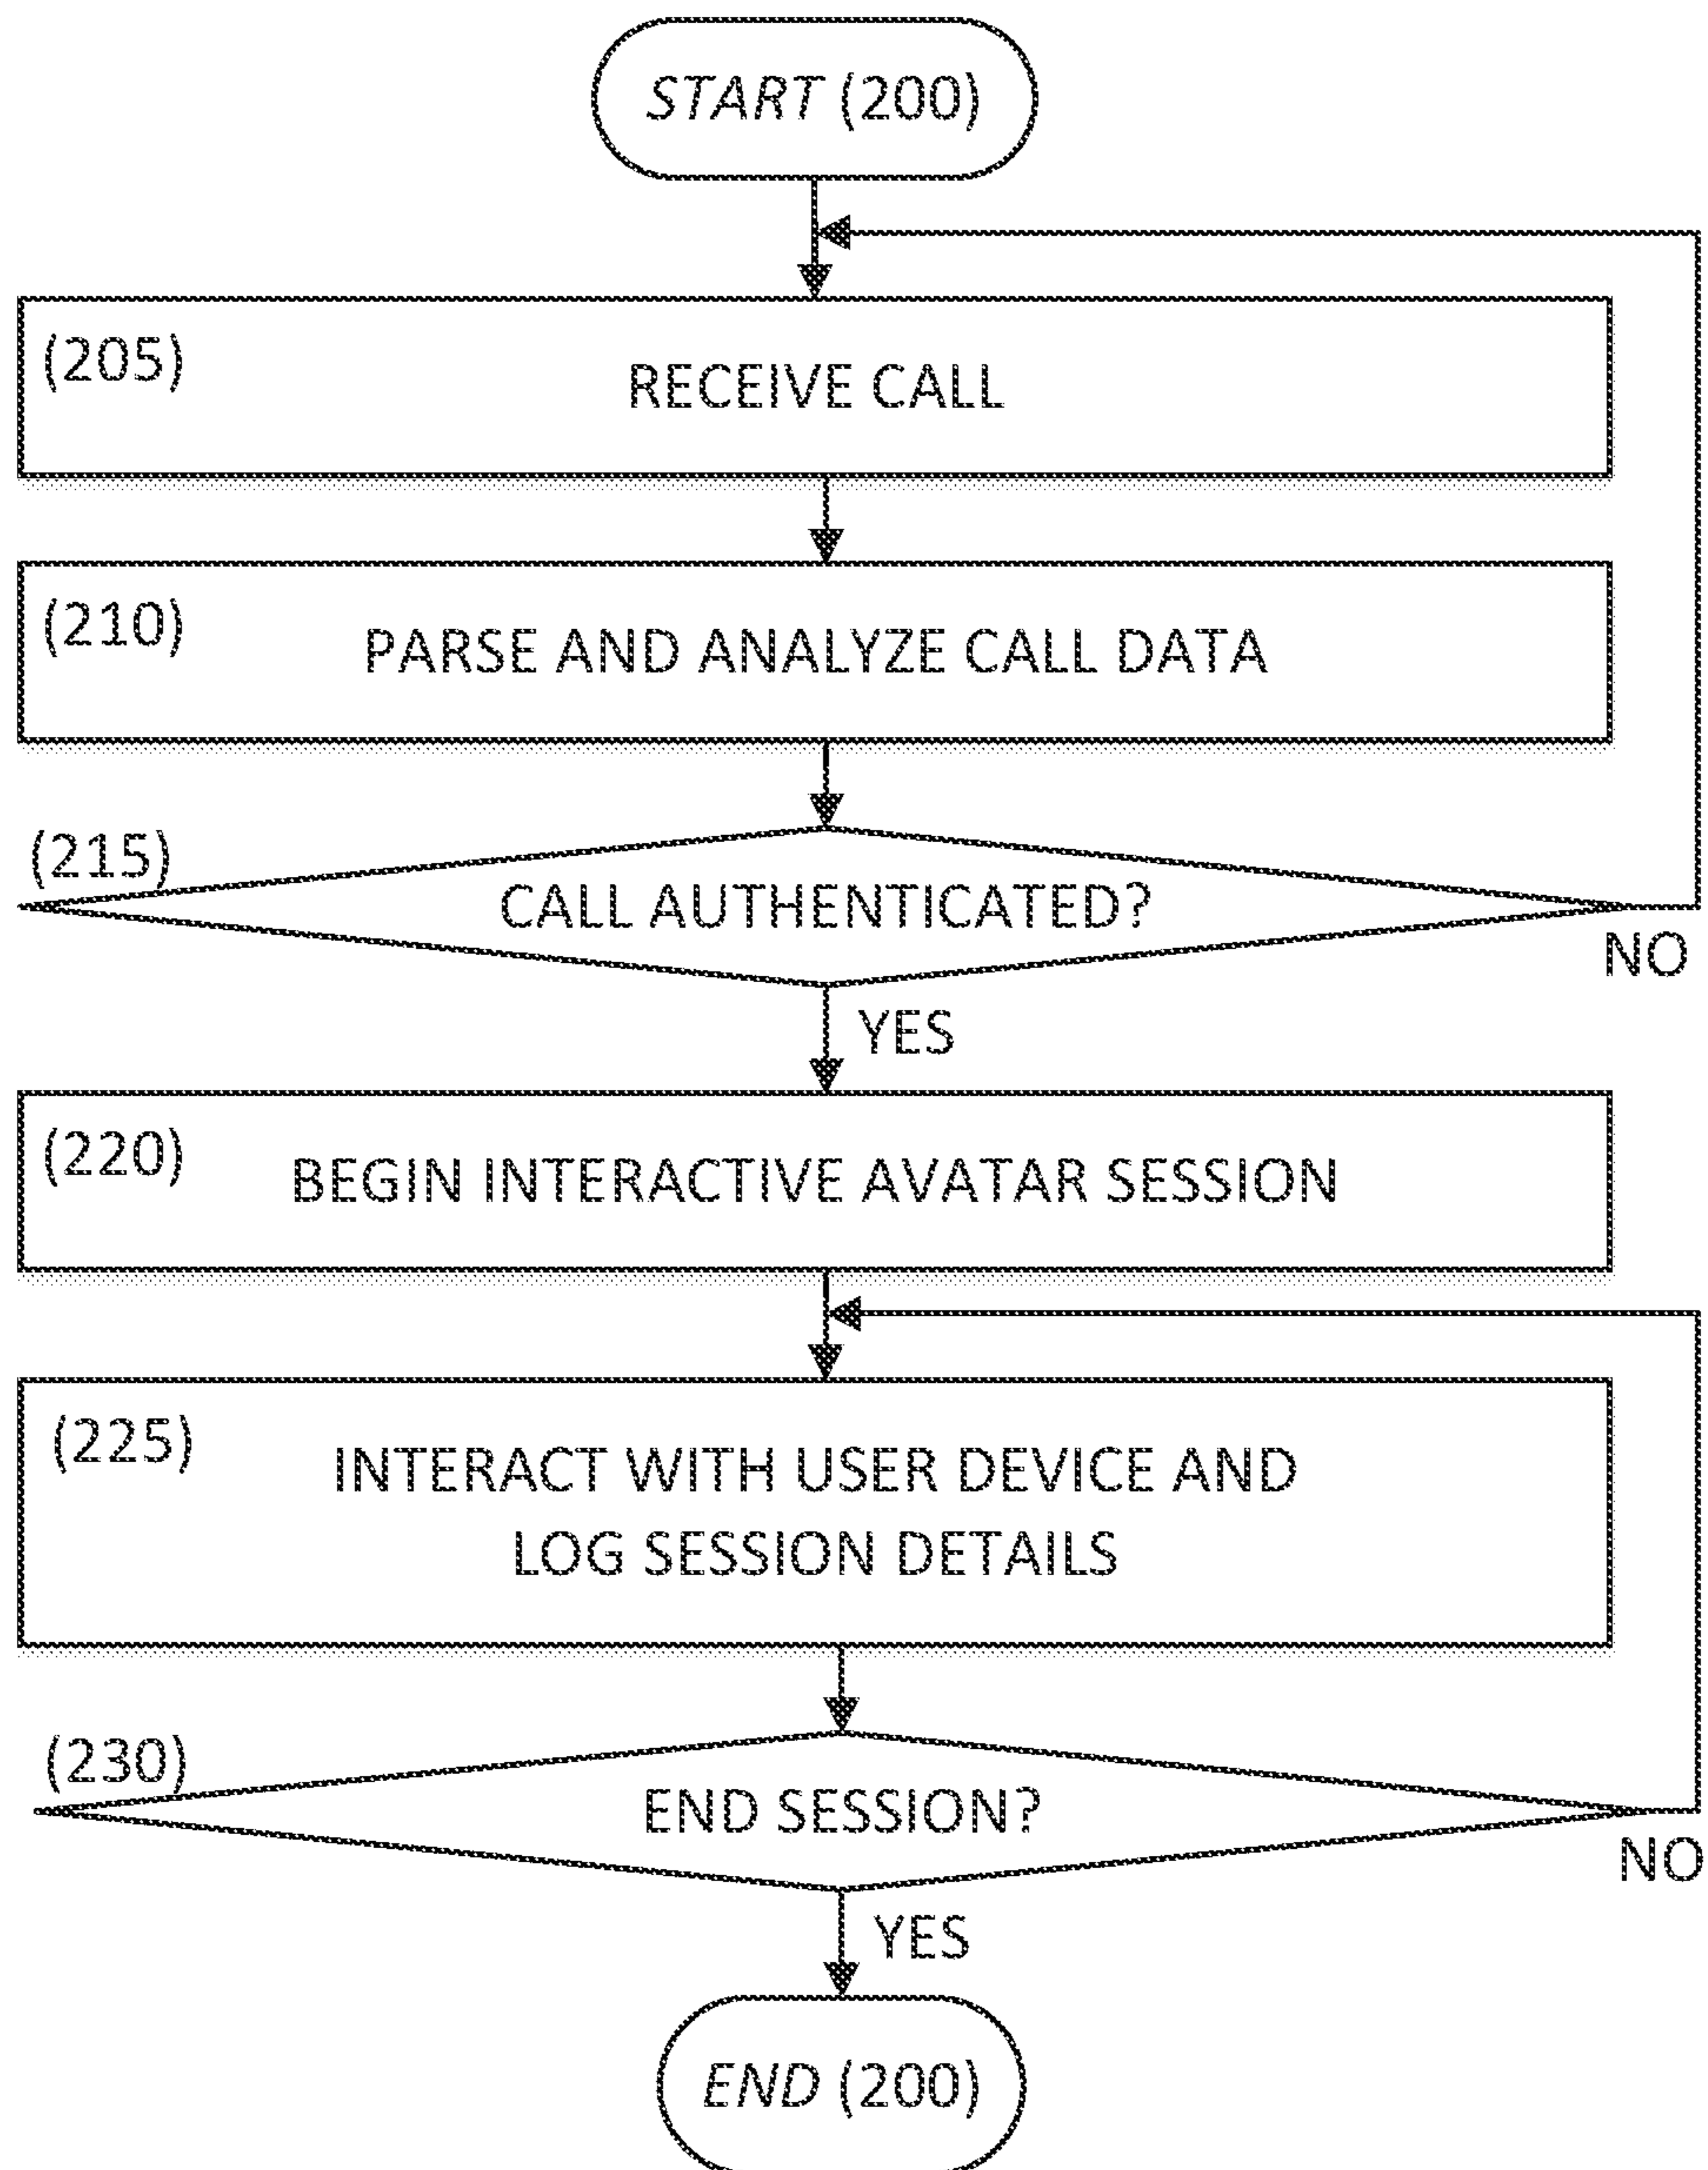 START (200)
(205)
RECEIVE CALL
(210)
PARSE AND ANALYZE CALL DATA
(215)
CALL AUTHENTICATED?
NO
YES
(220)
BEGIN INTERACTIVE AVATAR SESSION
(225)
INTERACT WITH USER DEVICE AND
LOG SESSION DETAILS
(230)
END SESSION?
NO
YES
END (200)